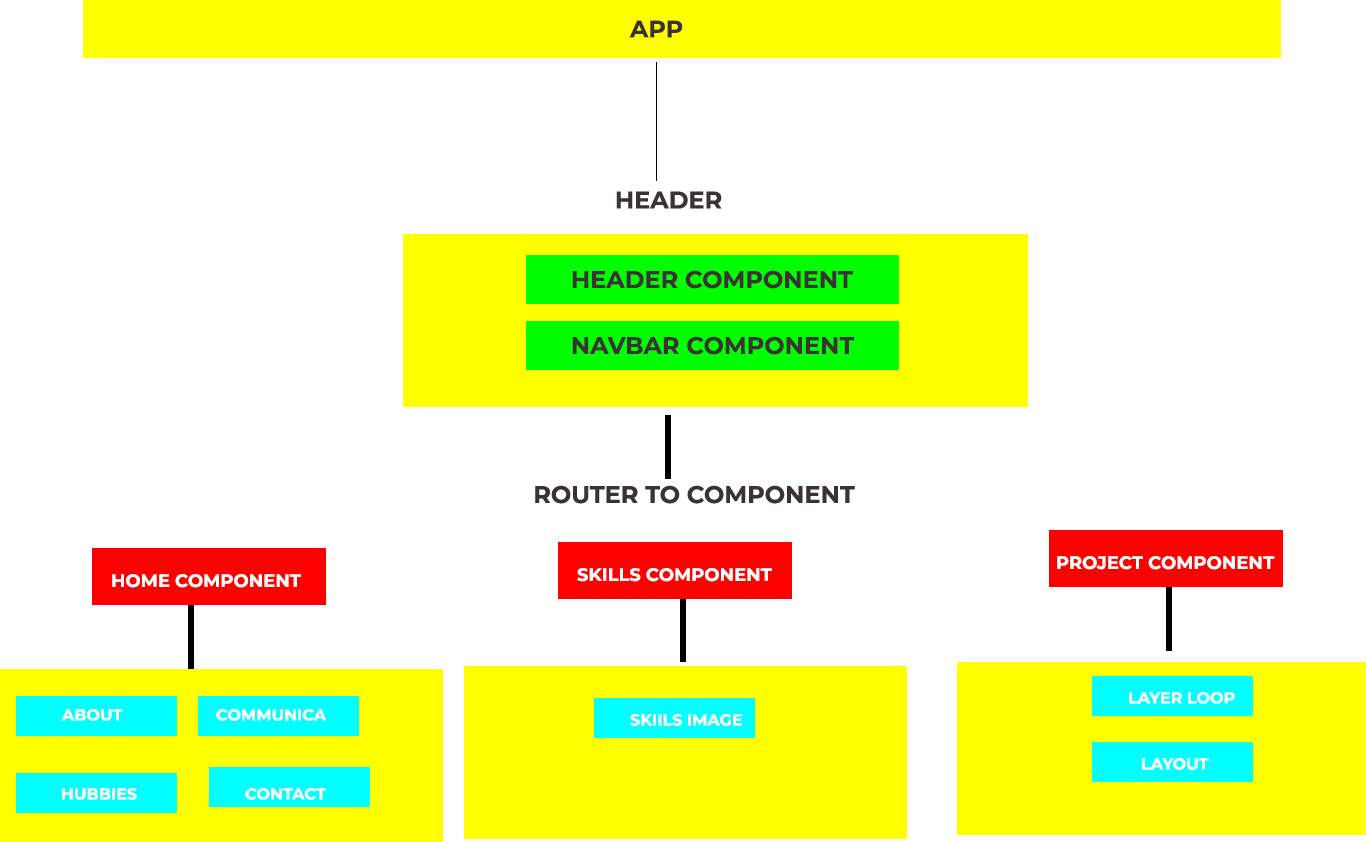 APP
HEADER
HEADER COMPONENT
NAVBAR COMPONENT
ROUTER TO COMPONENT
HOME COMPONENT
SKILLS COMPONENT
PROJECT COMPONENT
ABOUT
COMMUNICA
HUBBIES
CONTACT
SKIILS IMAGE
LAYER LOOP
LAYOUT